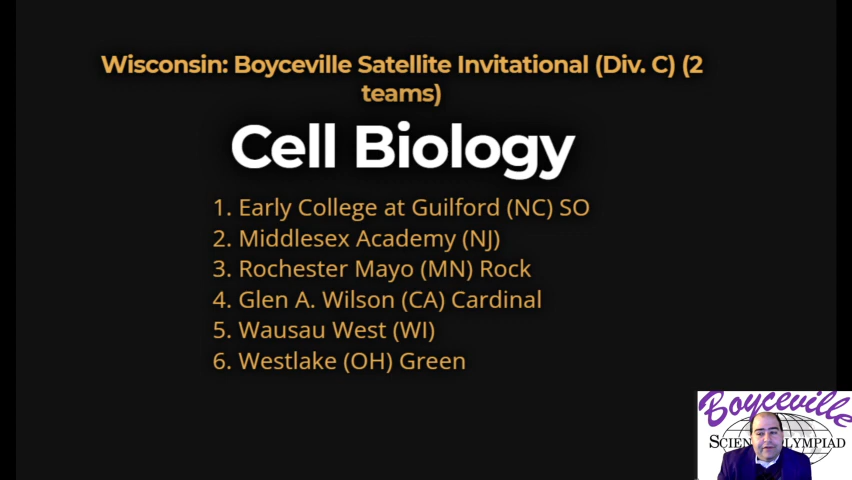 Wisconsin: Boyceville Satellite Invitational (Div. C) (2
teams)
Cell Biology
1. Early College at Guilford (NC) SO
2. Middlesex Academy (NJ)
3. Rochester Mayo (MN) Rock
4. Glen A. Wilson (CA) Cardinal
5. Wausau West (WI)
6. Westlake (OH) Green
Boyceville
SCIEN LYMPIAD